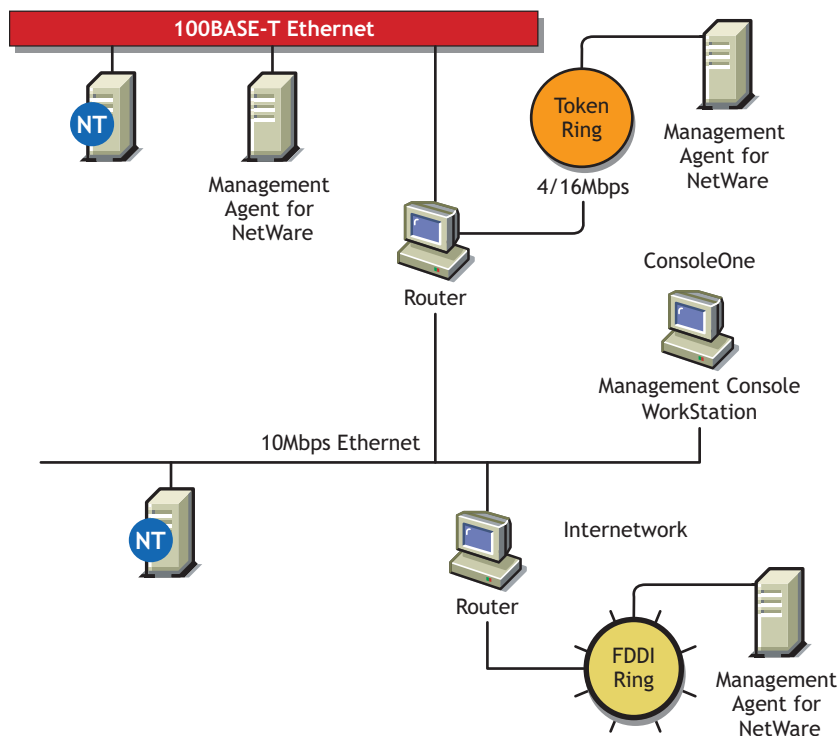 100BASE-T Ethernet
NT
Management
Agent for
NetWare
Token
Ring
4/16Mbps
Management
Agent for
NetWare
Router
ConsoleOne
Management Console
WorkStation
10Mbps Ethernet
NT
Router
Internetwork
FDDI
Ring
Management
Agent for
NetWare